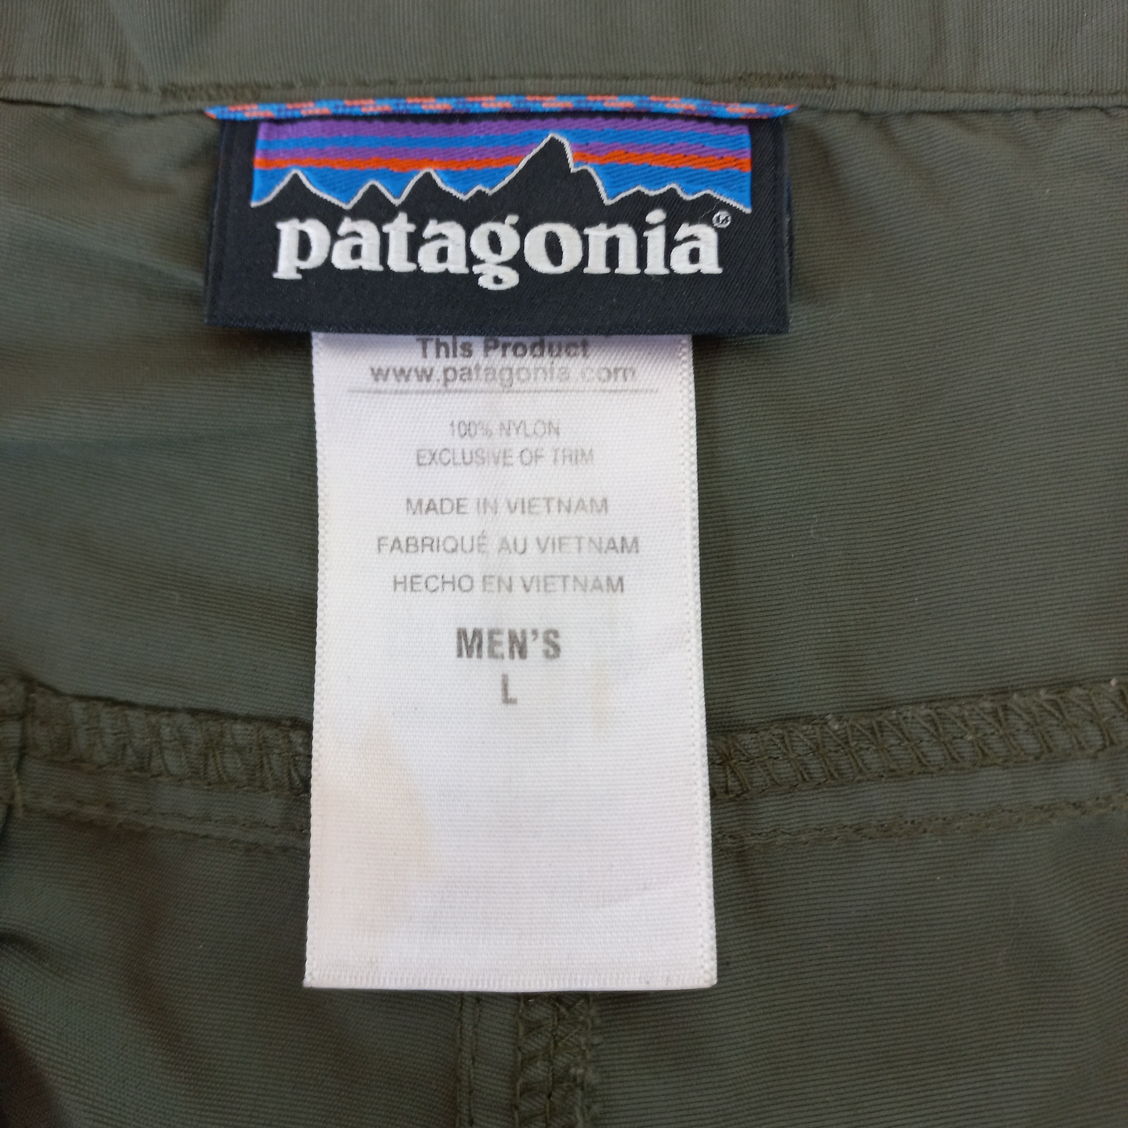 patagonia®
This Product
www.patagonia.com
100% NYLON
EXCLUSIVE OF TRIM
MADE IN VIETNAM
FABRIQUÉ AU VIETNAM
HECHO EN VIETNAM
MEN'S
L